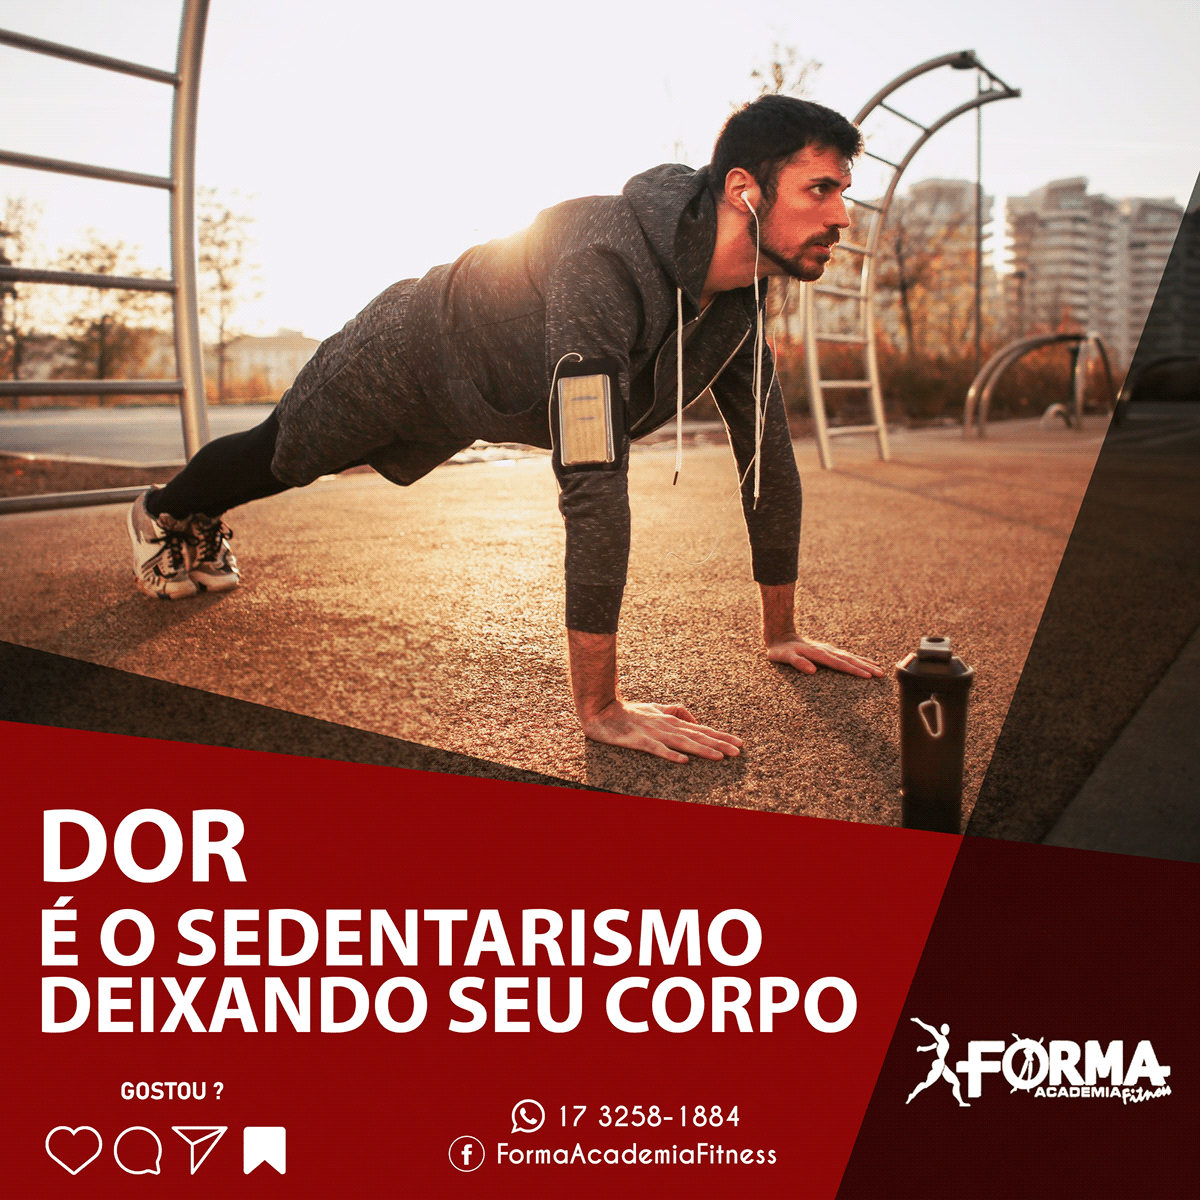 DOR
É O SEDENTARISMO
DEIXANDO SEU CORPO
GOSTOU ?
17 3258-1884
FormaAcademiaFitness
FORMA
ACADEMIA Fitness